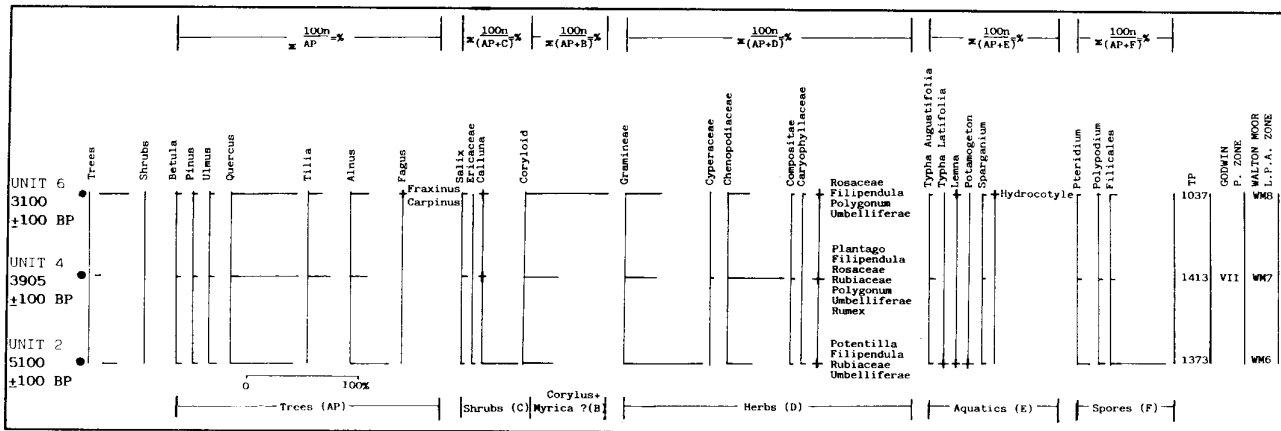 100n 100n 100n 100n 100n 100n
AP =% (AP+C) =% (AP+B) =% (AP+D) =% (AP+E) =% (AP+F) =%
Trees
Shrubs
Betula
Pinus
Ulmus
Quercus
Tilia
Alnus
Fagus
Salix
Ericaceae
Calluna
Coryloid
Gramineae
Cyperaceae
Chenopodiaceae
Compositae
Caryophyllaceae
Typha Augustifolia
Typha Latifolia
Lemna
Potamogeton
Sparganium
Pteridium
Polypodium
Filicales
TP
GODWIN
P. ZONE
WALTON MOOR
L.P.A. ZONE
UNIT 6
3100
±100 BP
Fraxinus
Carpinus
Rosaceae
Filipendula
Polygonum
Umbelliferae
Hydrocotyle
1037 WM8
UNIT 4
3905
±100 BP
Plantago
Filipendula
Rosaceae
Rubiaceae
Polygonum
Umbelliferae
Rumex
1413 VII WM7
UNIT 2
5100
±100 BP
Potentilla
Filipendula
Rubiaceae
Umbelliferae
1373 WM6
0 100%
Trees (AP)
Shrubs (C)
Corylus+
Myrica ?(B)
Herbs (D)
Aquatics (E)
Spores (F)